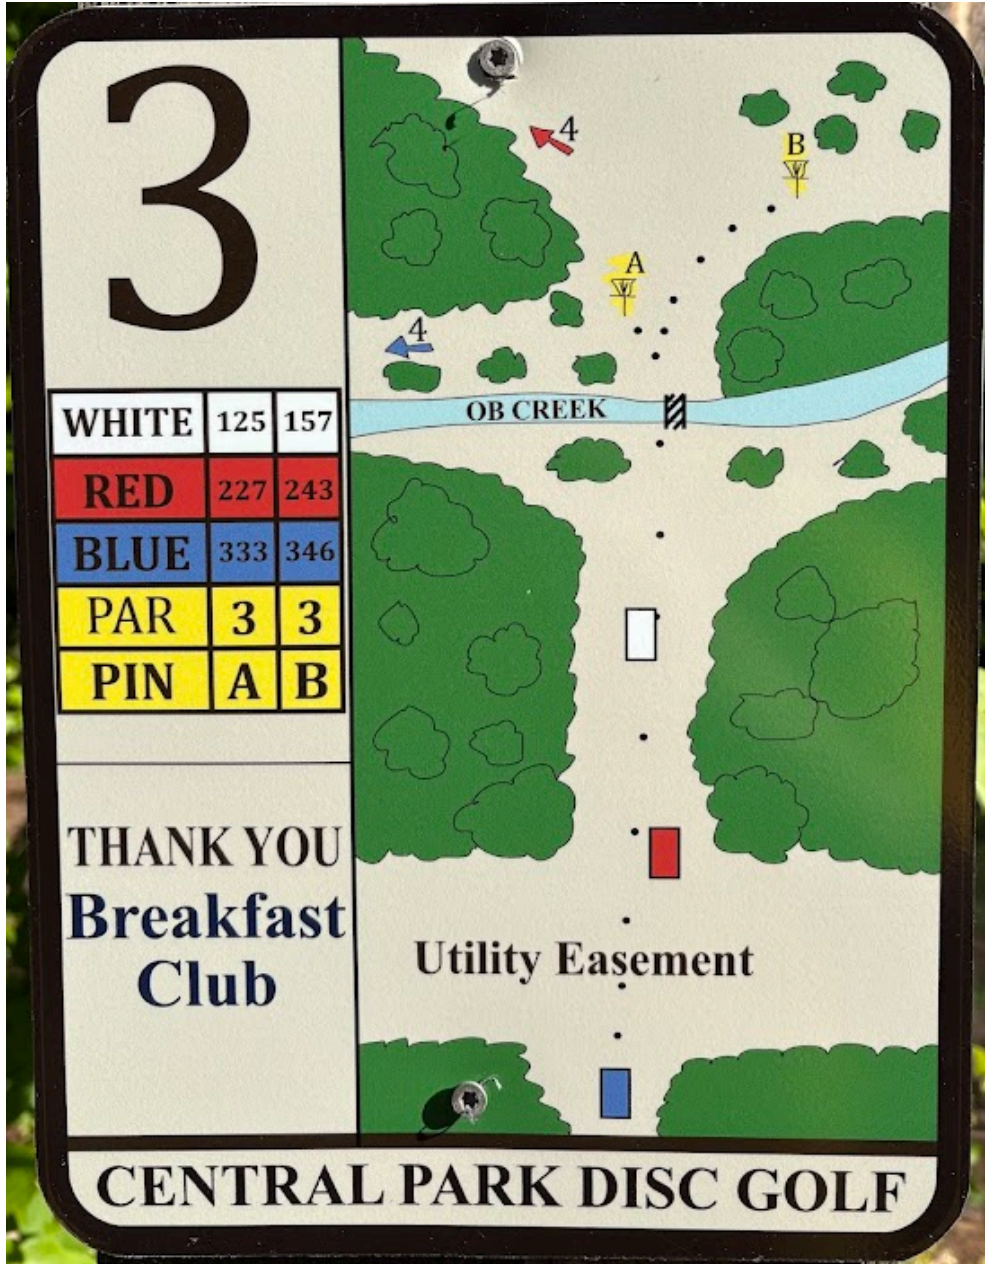 3
WHITE 125 157
RED 227 243
BLUE 333 346
PAR 3 3
PIN A B
THANK YOU
Breakfast
Club
4
B
A
4
OB CREEK
Utility Easement
CENTRAL PARK DISC GOLF